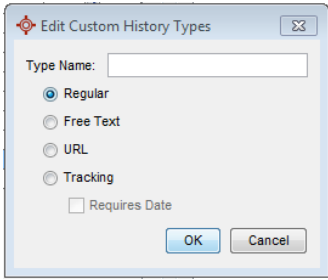 Edit Custom History Types
Type Name:
Regular
Free Text
URL
Tracking
Requires Date
OK Cancel